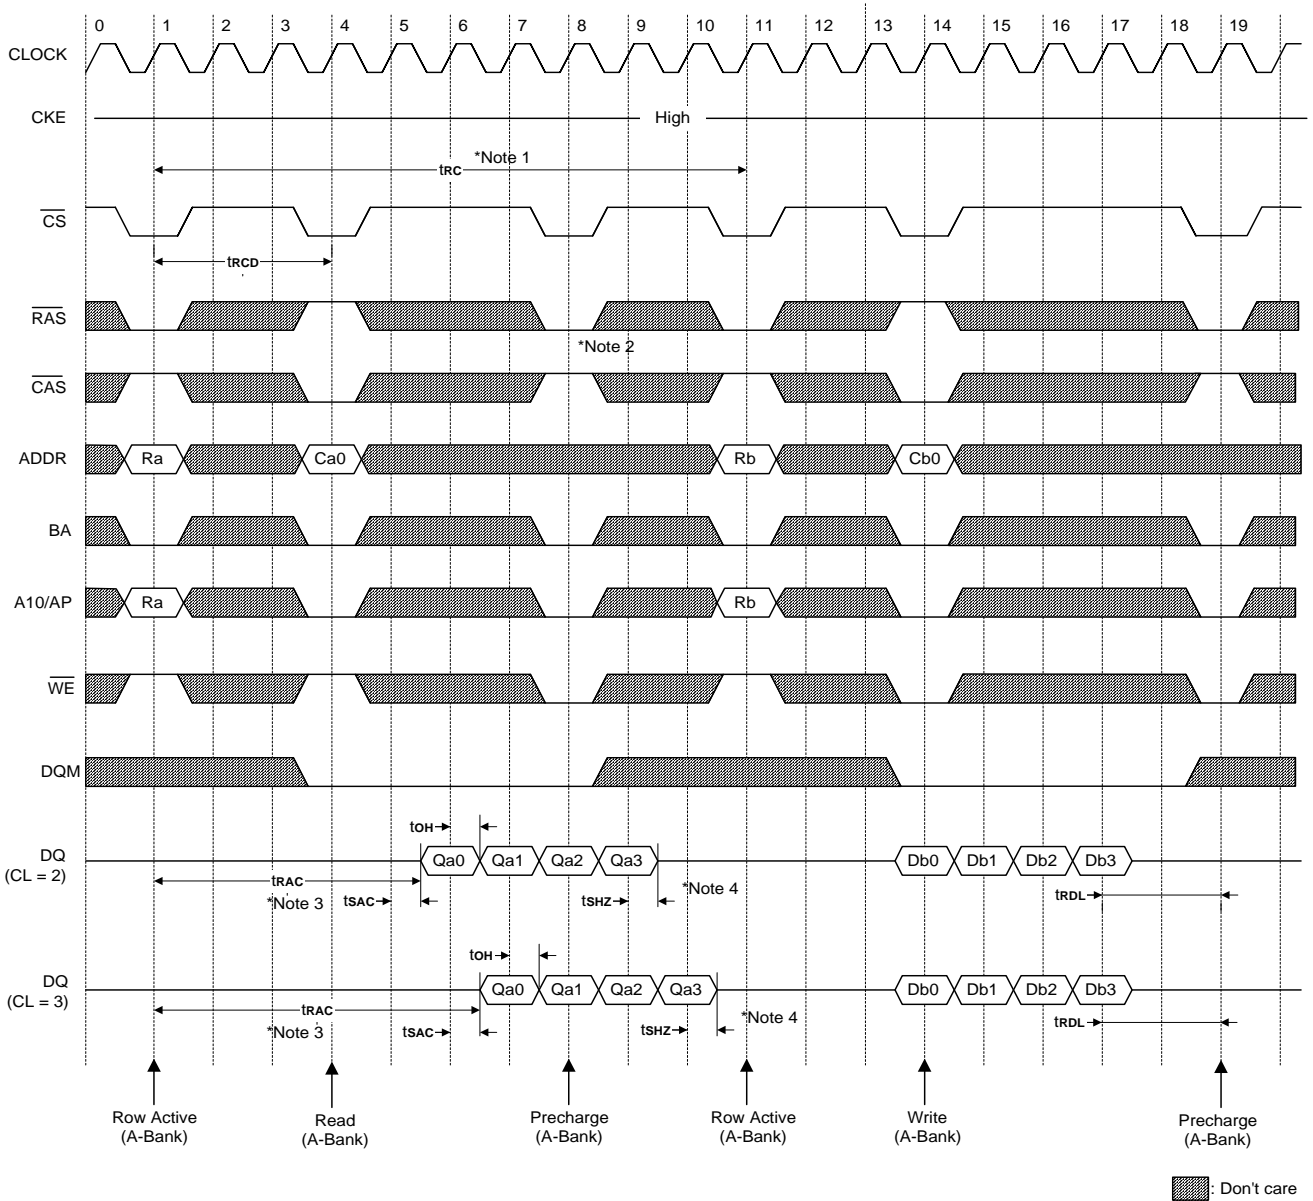 0 1 2 3 4 5 6 7 8 9 10 11 12 13 14 15 16 17 18 19
CLOCK
CKE
High
*Note 1
tRC
CS
tRCD
RAS
*Note 2
CAS
ADDR
Ra Ca0 Rb Cb0
BA
A10/AP
Ra Rb
WE
DQM
tOH
DQ
(CL = 2)
Qa0 Qa1 Qa2 Qa3 Db0 Db1 Db2 Db3
tRAC
*Note 3
tSAC
tSHZ
*Note 4
tRDL
tOH
DQ
(CL = 3)
Qa0 Qa1 Qa2 Qa3 Db0 Db1 Db2 Db3
tRAC
*Note 3
tSAC
tSHZ
*Note 4
tRDL
Row Active
(A-Bank)
Read
(A-Bank)
Precharge
(A-Bank)
Row Active
(A-Bank)
Write
(A-Bank)
Precharge
(A-Bank)
: Don't care